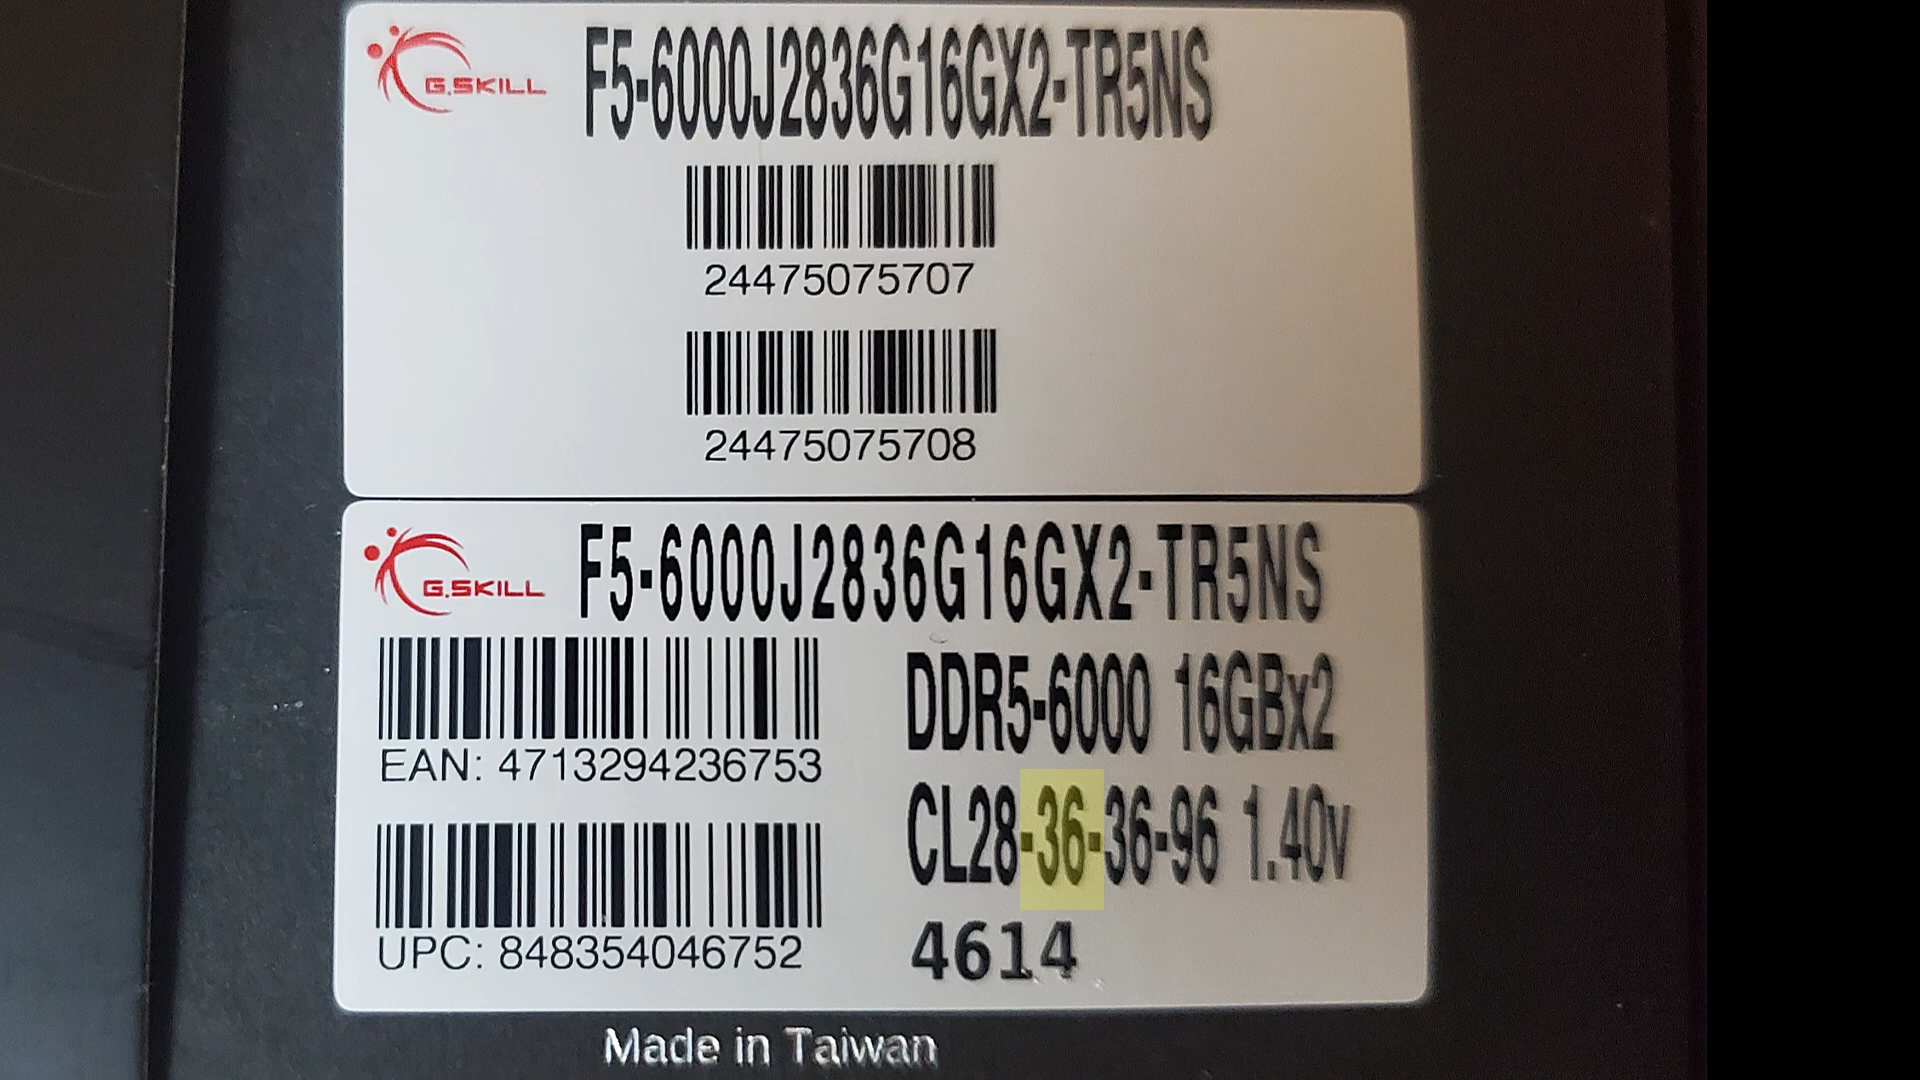 G.SKILL F5-6000J2836G16GX2-TR5NS
24475075707
24475075708
G.SKILL F5-6000J2836G16GX2-TR5NS
DDR5-6000 16GBx2
EAN: 4713294236753
CL28-36-36-96 1.40v
UPC: 848354046752
4614
Made in Taiwan